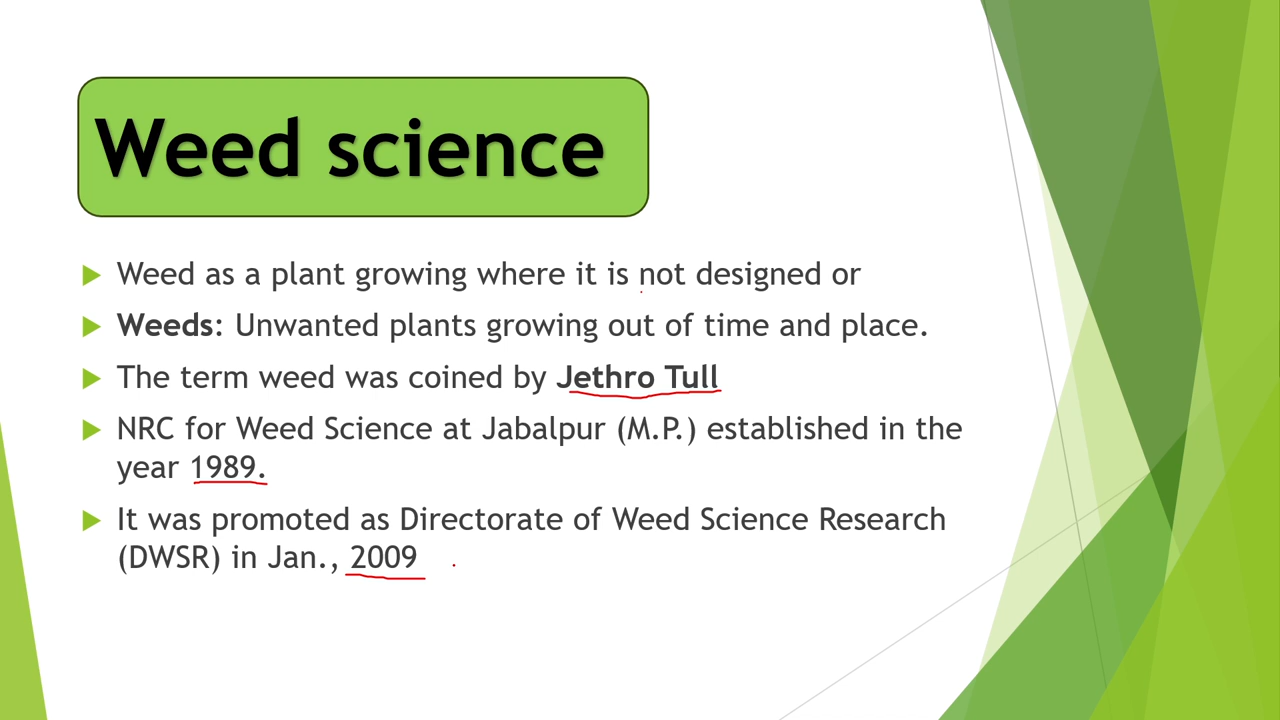 Weed science
Weed as a plant growing where it is not designed or
Weeds: Unwanted plants growing out of time and place.
The term weed was coined by Jethro Tull
NRC for Weed Science at Jabalpur (M.P.) established in the
year 1989.
It was promoted as Directorate of Weed Science Research
(DWSR) in Jan., 2009